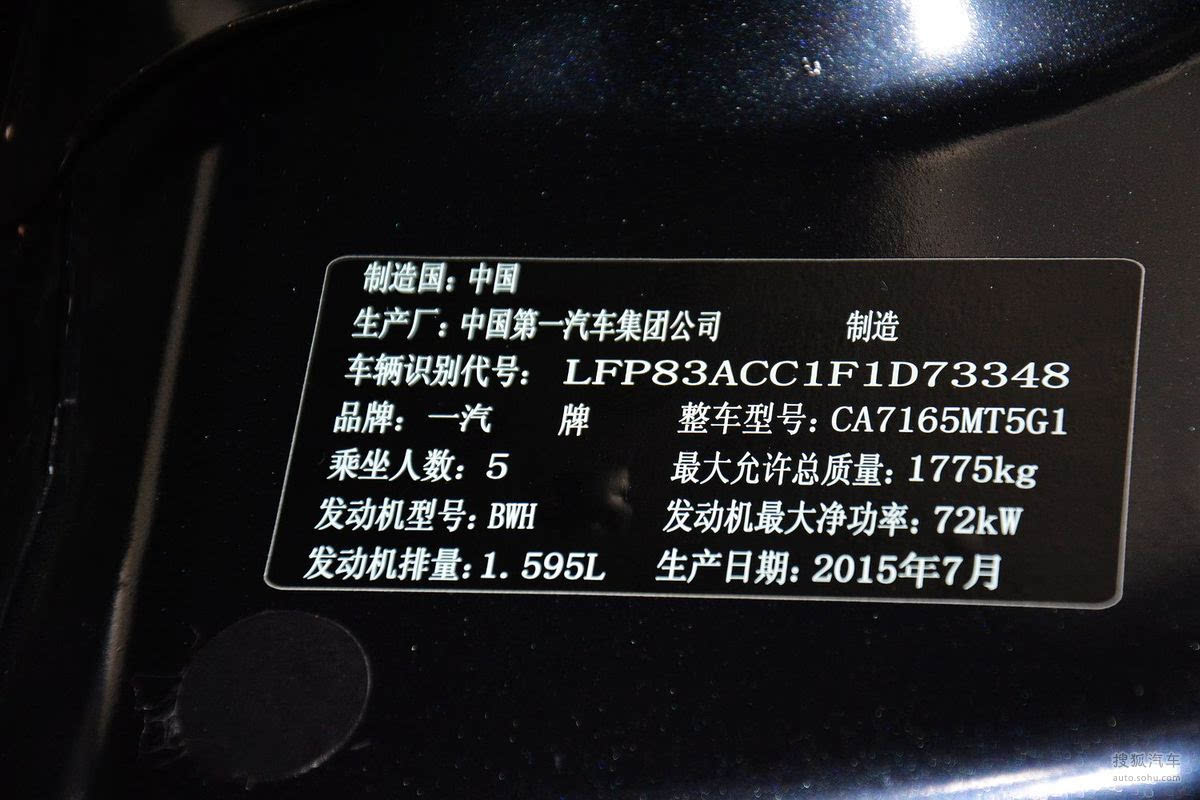 制造国：中国
生产厂：中国第一汽车集团公司 制造
车辆识别代号： LFP83ACC1F1D73348
品牌：一汽 牌 整车型号：CA7165MT5G1
乘坐人数：5 最大允许总质量：1775kg
发动机型号：BWH 发动机最大净功率：72kW
发动机排量：1.595L 生产日期：2015年7月
搜狐汽车
auto.sohu.com